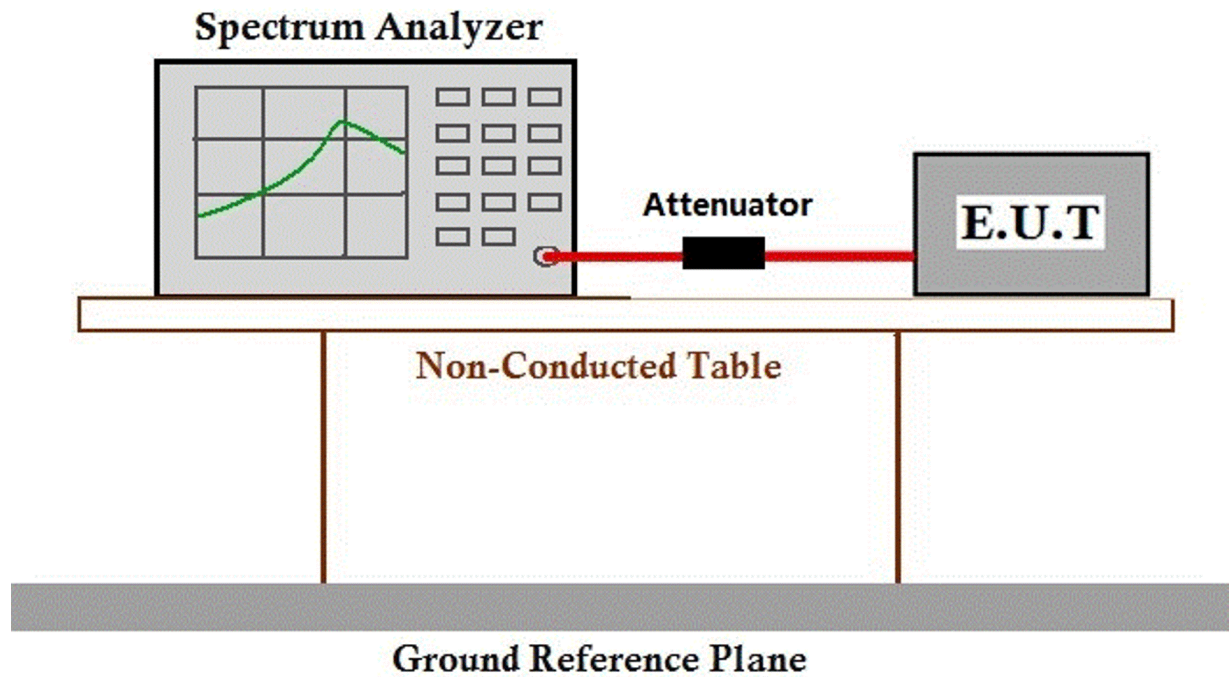 Spectrum Analyzer
Attenuator
E.U.T
Non-Conducted Table
Ground Reference Plane